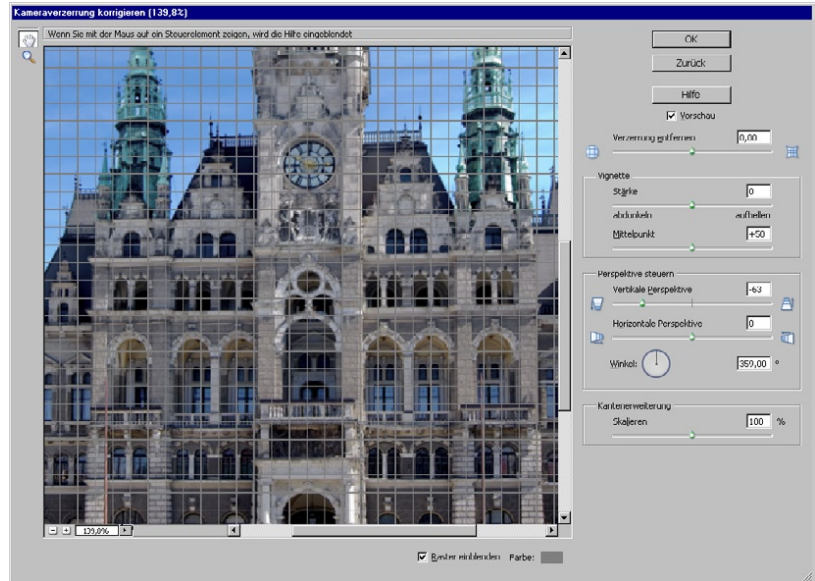 Kameraverzerrung korrigieren (139,8%)
Wenn Sie mit der Maus auf ein Steuerelement zeigen, wird die Hilfe eingeblendet
OK
Zurück
Hilfe
Vorschau
Verzerrung entfernen 0,00
Vignette
Stärke 0
abdunkeln aufhellen
Mittelpunkt +50
Perspektive steuern
Vertikale Perspektive -63
Horizontale Perspektive 0
Winkel: 359,00 °
Kantenerweiterung
Skalieren 100 %
139,8%
Raster einblenden Farbe: